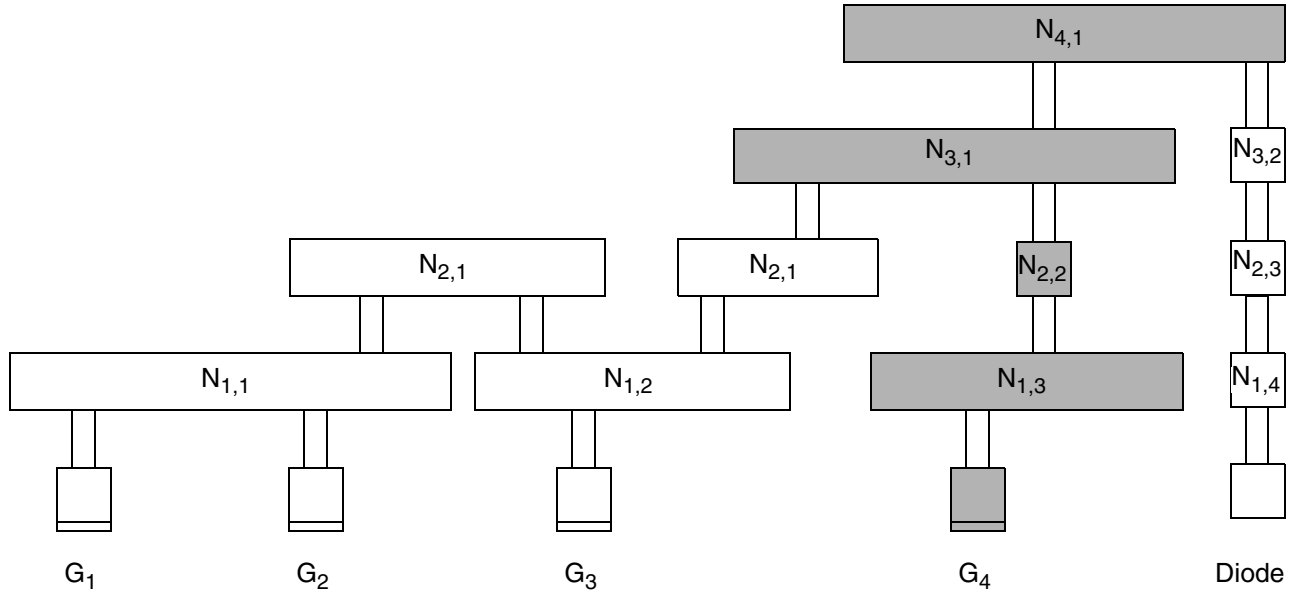 N4,1
N3,1
N3,2
N2,1
N2,1
N2,2
N2,3
N1,1
N1,2
N1,3
N1,4
G1
G2
G3
G4
Diode